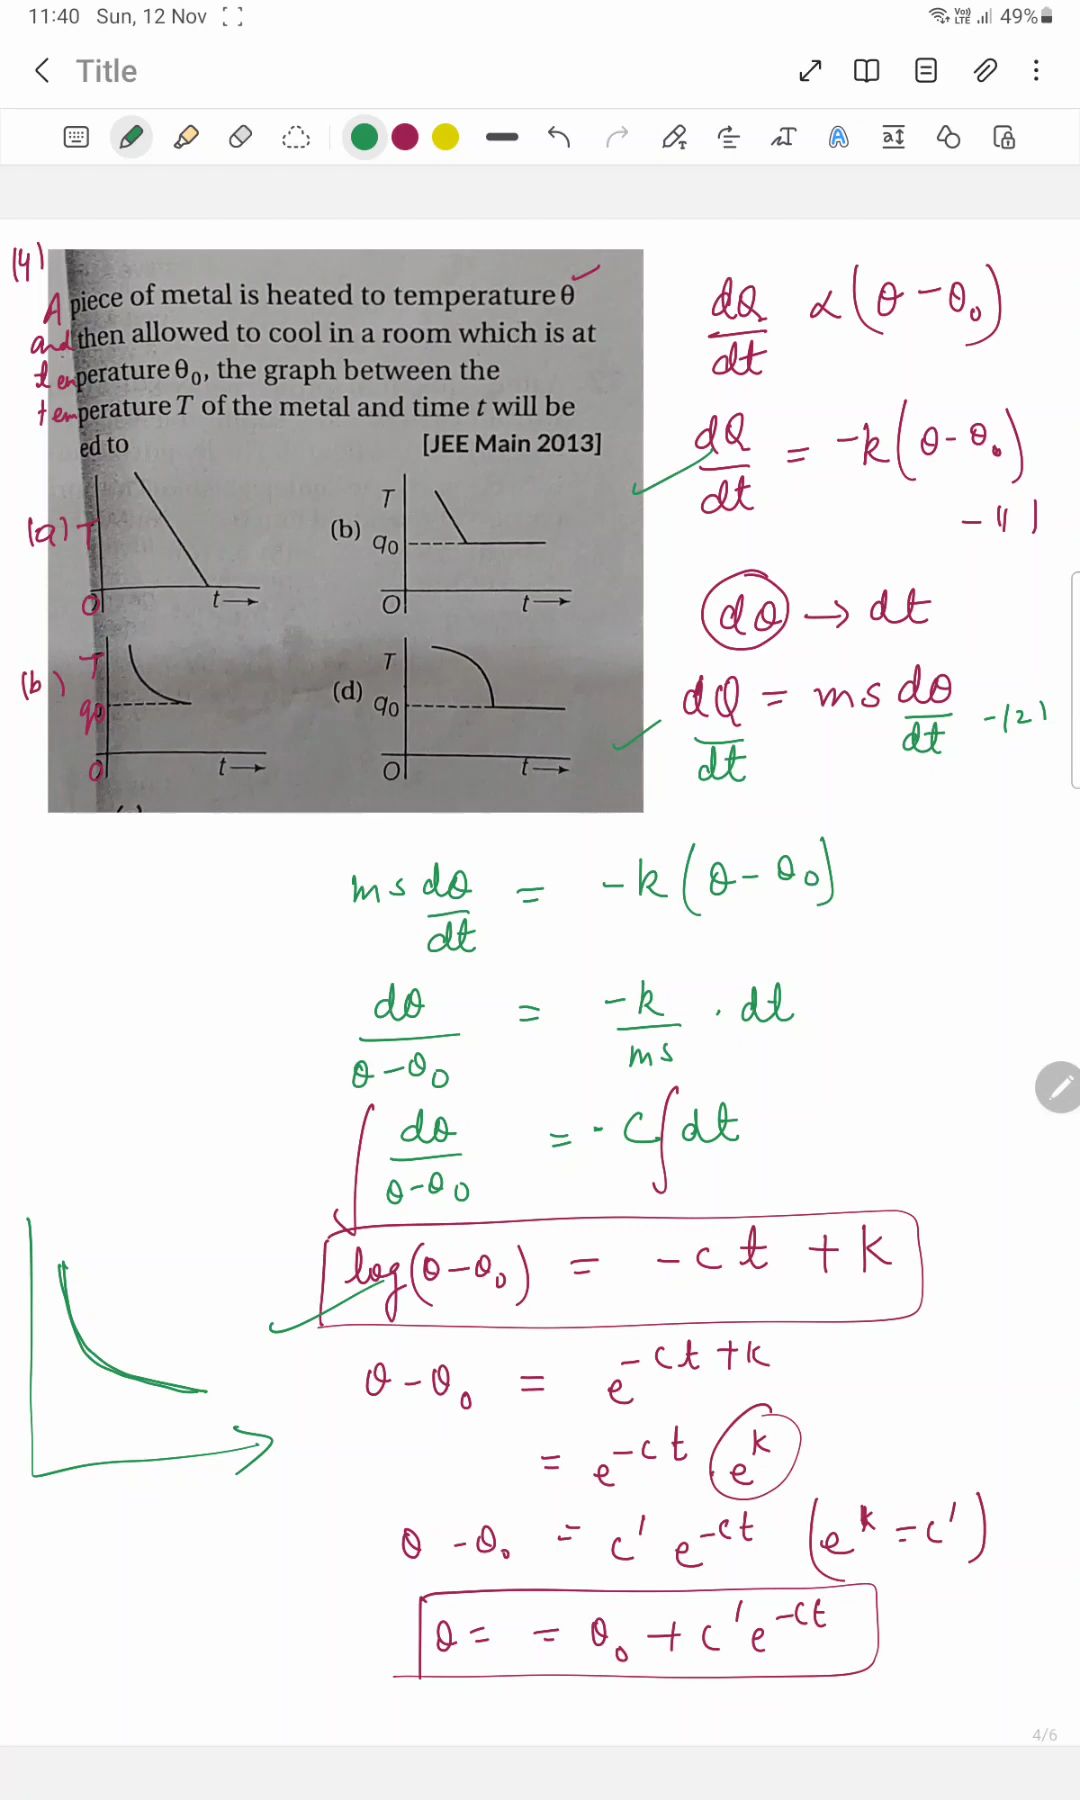 11:40 Sun, 12 Nov
49%
Title
(4)
A piece of metal is heated to temperature θ
and then allowed to cool in a room which is at
temperature θ₀, the graph between the
temperature T of the metal and time t will be
ed to [JEE Main 2013]
(a) T O t→
(b) T q₀ O t→
(b) T q₀ O t→
(d) T q₀ O t→
dQ/dt ∝ (θ - θ₀)
dQ/dt = -k(θ - θ₀)
-(1)
dθ → dt
dQ/dt = ms dθ/dt -(2)
ms dθ/dt = -k(θ - θ₀)
dθ/θ-θ₀ = -k/ms . dt
∫ dθ/θ-θ₀ = -C∫dt
log(θ-θ₀) = -ct + k
θ-θ₀ = e^-ct+k
= e^-ct . e^k
θ-θ₀ = c' e^-ct (e^k = c')
θ = = θ₀ + c'e^-ct
4/6